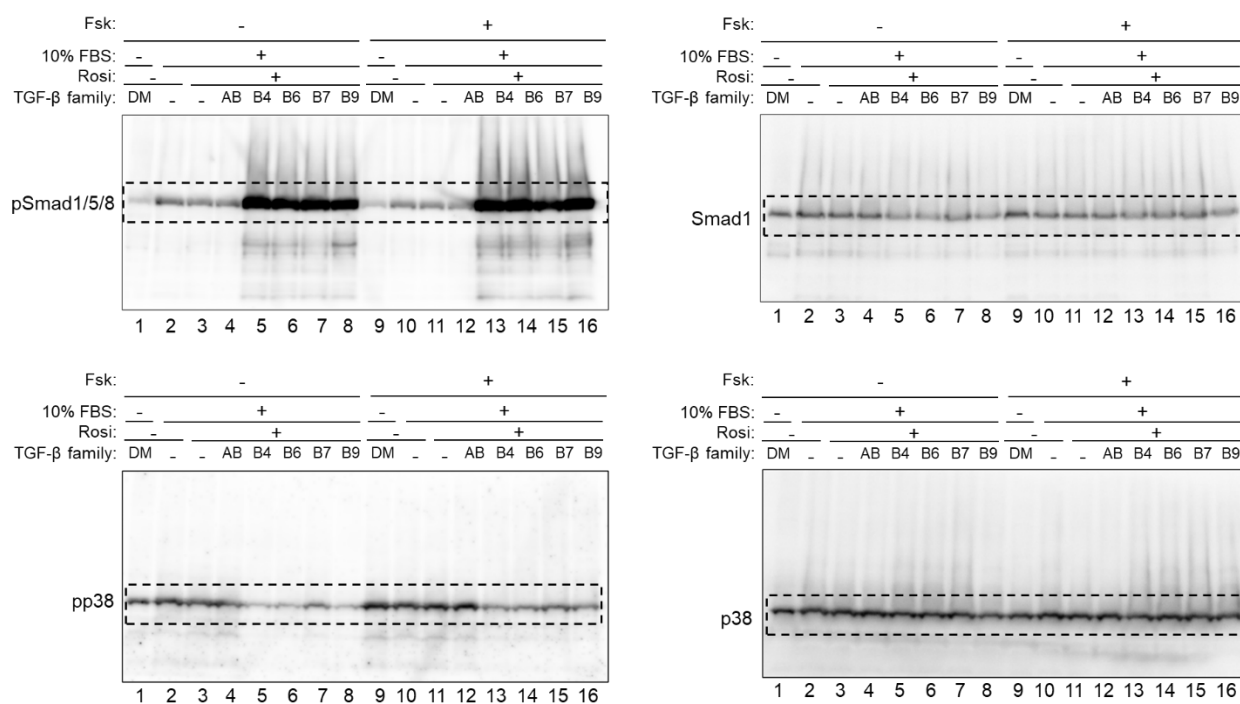 Fsk: - +
10% FBS: - + - +
Rosi: - + - +
TGF-β family: DM - - AB B4 B6 B7 B9 DM - - AB B4 B6 B7 B9
pSmad1/5/8
1 2 3 4 5 6 7 8 9 10 11 12 13 14 15 16
Fsk: - +
10% FBS: - + - +
Rosi: - + - +
TGF-β family: DM - - AB B4 B6 B7 B9 DM - - AB B4 B6 B7 B9
Smad1
1 2 3 4 5 6 7 8 9 10 11 12 13 14 15 16
Fsk: - +
10% FBS: - + - +
Rosi: - + - +
TGF-β family: DM - - AB B4 B6 B7 B9 DM - - AB B4 B6 B7 B9
pp38
1 2 3 4 5 6 7 8 9 10 11 12 13 14 15 16
Fsk: - +
10% FBS: - + - +
Rosi: - + - +
TGF-β family: DM - - AB B4 B6 B7 B9 DM - - AB B4 B6 B7 B9
p38
1 2 3 4 5 6 7 8 9 10 11 12 13 14 15 16